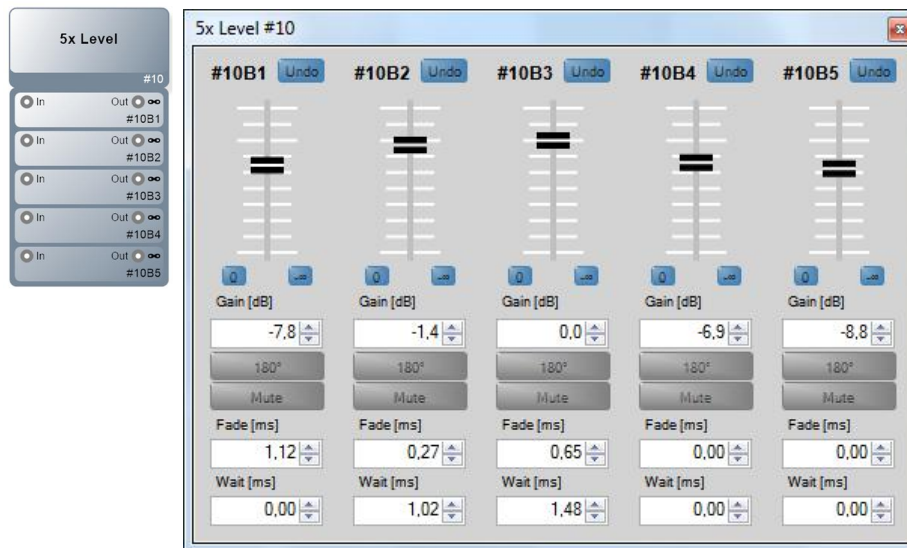 5x Level
#10
In Out
#10B1
In Out
#10B2
In Out
#10B3
In Out
#10B4
In Out
#10B5
5x Level #10
#10B1 Undo #10B2 Undo #10B3 Undo #10B4 Undo #10B5 Undo
0 -∞ 0 -∞ 0 -∞ 0 -∞ 0 -∞
Gain [dB] Gain [dB] Gain [dB] Gain [dB] Gain [dB]
-7,8 -1,4 0,0 -6,9 -8,8
180° 180° 180° 180° 180°
Mute Mute Mute Mute Mute
Fade [ms] Fade [ms] Fade [ms] Fade [ms] Fade [ms]
1,12 0,27 0,65 0,00 0,00
Wait [ms] Wait [ms] Wait [ms] Wait [ms] Wait [ms]
0,00 1,02 1,48 0,00 0,00